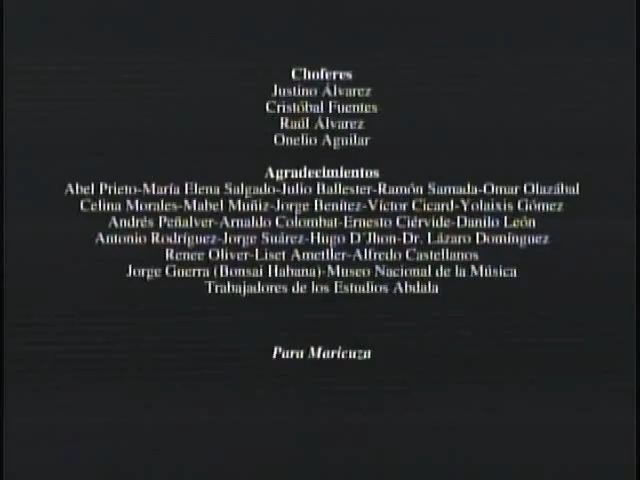 Choferes
Justino Álvarez
Cristóbal Fuentes
Raúl Álvarez
Onelio Aguilar
Agradecimientos
Abel Prieto-María Elena Salgado-Julio Ballester-Ramón Samada-Omar Olazábal
Celina Morales-Mabel Muñiz-Jorge Benítez-Víctor Cicard-Yolaixis Gómez
Andrés Peñalver-Arnaldo Colombat-Ernesto Ciérvide-Danilo León
Antonio Rodríguez-Jorge Suárez-Hugo D'Jhon-Dr. Lázaro Domínguez
Renee Oliver-Liset Ametller-Alfredo Castellanos
Jorge Guerra (Bonsai Habana)-Museo Nacional de la Música
Trabajadores de los Estudios Abdala
Para Maricuza